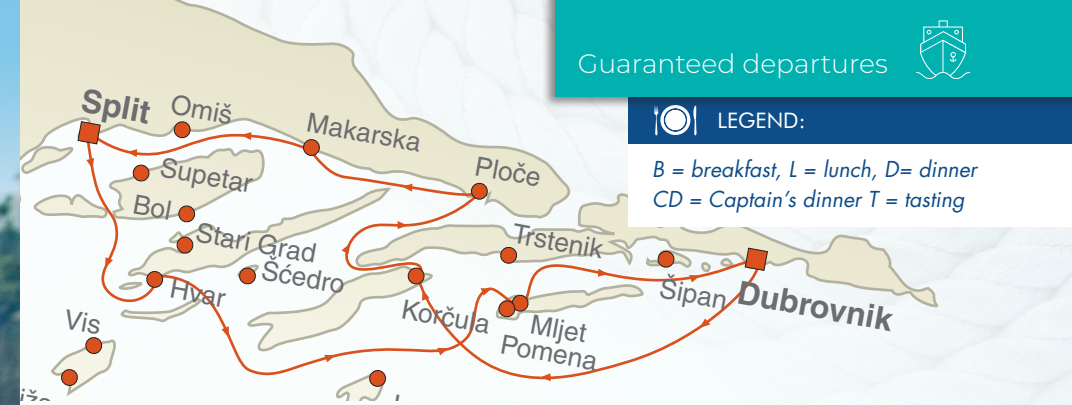 Guaranteed departures
LEGEND:
B = breakfast, L = lunch, D= dinner
CD = Captain's dinner T = tasting
Split
Omiš
Makarska
Ploče
Supetar
Bol
Stari Grad
Šćedro
Hvar
Trstenik
Šipan
Dubrovnik
Korčula
Mljet
Pomena
Vis